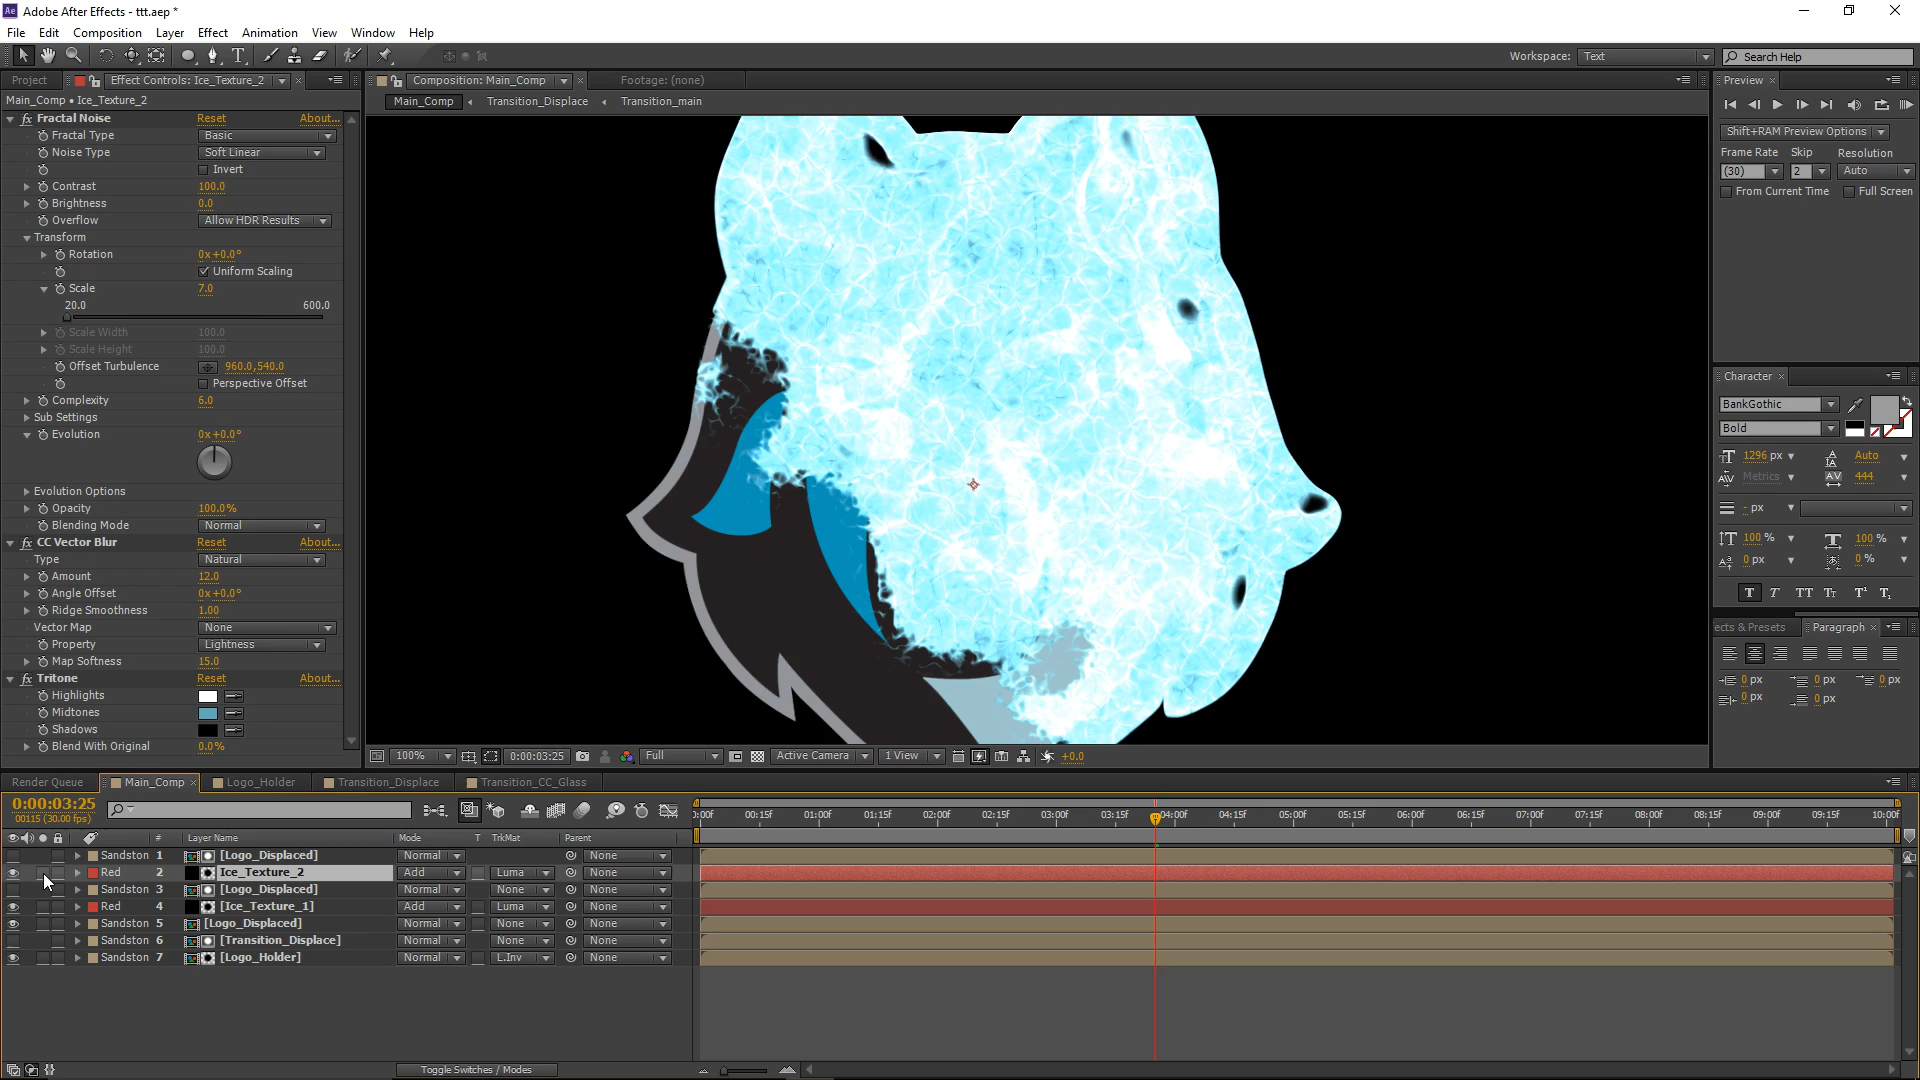 Ae Adobe After Effects - ttt.aep *
File Edit Composition Layer Effect Animation View Window Help
T Workspace: Text Search Help
Project Effect Controls: Ice_Texture_2 Composition: Main_Comp Footage: (none) Preview
Main_Comp • Ice_Texture_2 Main_Comp Transition_Displace Transition_main
fx Fractal Noise Reset About...
Fractal Type Basic
Noise Type Soft Linear
Invert
Contrast 100.0
Brightness 0.0
Overflow Allow HDR Results
Transform
Rotation 0x+0.0°
Uniform Scaling
Scale 7.0
20.0 600.0
Scale Width 100.0
Scale Height 100.0
Offset Turbulence 960.0,540.0
Perspective Offset
Complexity 6.0
Sub Settings
Evolution 0x+0.0°
Evolution Options
Opacity 100.0%
Blending Mode Normal
fx CC Vector Blur Reset About...
Type Natural
Amount 12.0
Angle Offset 0x+0.0°
Ridge Smoothness 1.00
Vector Map None
Property Lightness
Map Softness 15.0
fx Tritone Reset About...
Highlights
Midtones
Shadows
Blend With Original 0.0%
Shift+RAM Preview Options
Frame Rate Skip Resolution
(30) 2 Auto
From Current Time Full Screen
Character
BankGothic
Bold
1296 px Auto
Metrics 444
- px
100 % 100 %
0 px 0 %
T T TT Tt T¹ T₁
ects & Presets Paragraph
0 px 0 px 0 px
0 px 0 px
100% 0:00:03:25 Full Active Camera 1 View +0.0
Render Queue Main_Comp Logo_Holder Transition_Displace Transition_CC_Glass
0:00:03:25
00115 (30.00 fps)
0:00f 00:15f 01:00f 01:15f 02:00f 02:15f 03:00f 03:15f 04:00f 04:15f 05:00f 05:15f 06:00f 06:15f 07:00f 07:15f 08:00f 08:15f 09:00f 09:15f 10:00f
# Layer Name Mode T TrkMat Parent
Sandston 1 [Logo_Displaced] Normal None
Red 2 Ice_Texture_2 Add Luma None
Sandston 3 [Logo_Displaced] Normal None None
Red 4 [Ice_Texture_1] Add Luma None
Sandston 5 [Logo_Displaced] Normal None None
Sandston 6 [Transition_Displace] Normal None None
Sandston 7 [Logo_Holder] Normal L.Inv None
Toggle Switches / Modes